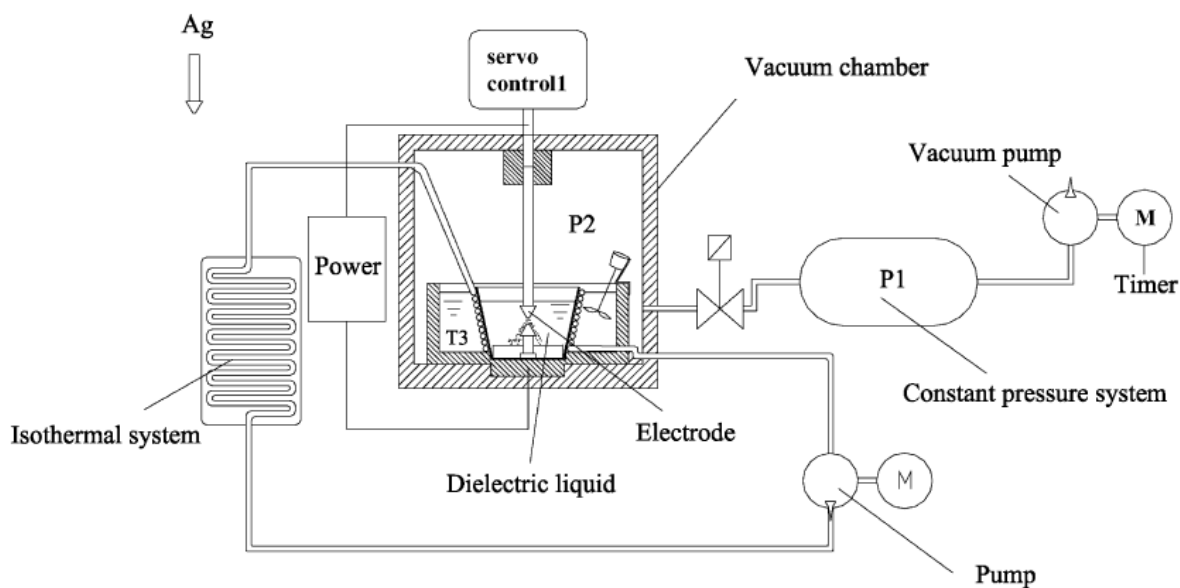 Ag
servo
control1
Vacuum chamber
Vacuum pump
P2
M
Power
P1
Timer
T3
Constant pressure system
Isothermal system
Electrode
Dielectric liquid
M
Pump